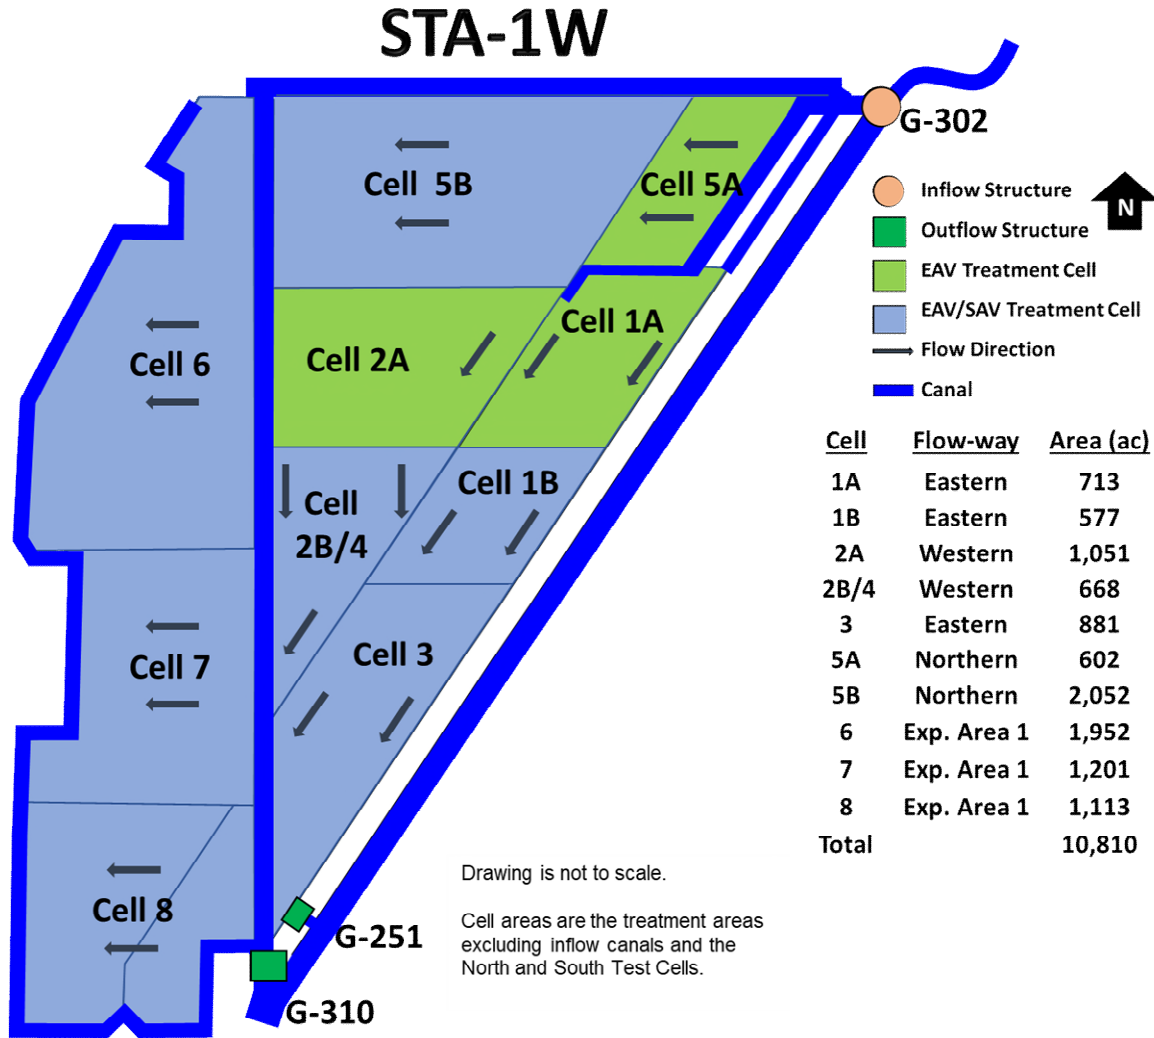 STA-1W
G-302
Cell 5B
Cell 5A
Inflow Structure
N
Outflow Structure
EAV Treatment Cell
EAV/SAV Treatment Cell
Flow Direction
Canal
Cell 1A
Cell 2A
Cell 6
Cell 1B
Cell
2B/4
Cell 3
Cell 7
Cell 8
Cell Flow-way Area (ac)
1A Eastern 713
1B Eastern 577
2A Western 1,051
2B/4 Western 668
3 Eastern 881
5A Northern 602
5B Northern 2,052
6 Exp. Area 1 1,952
7 Exp. Area 1 1,201
8 Exp. Area 1 1,113
Total 10,810
Drawing is not to scale.
Cell areas are the treatment areas
excluding inflow canals and the
North and South Test Cells.
G-251
G-310